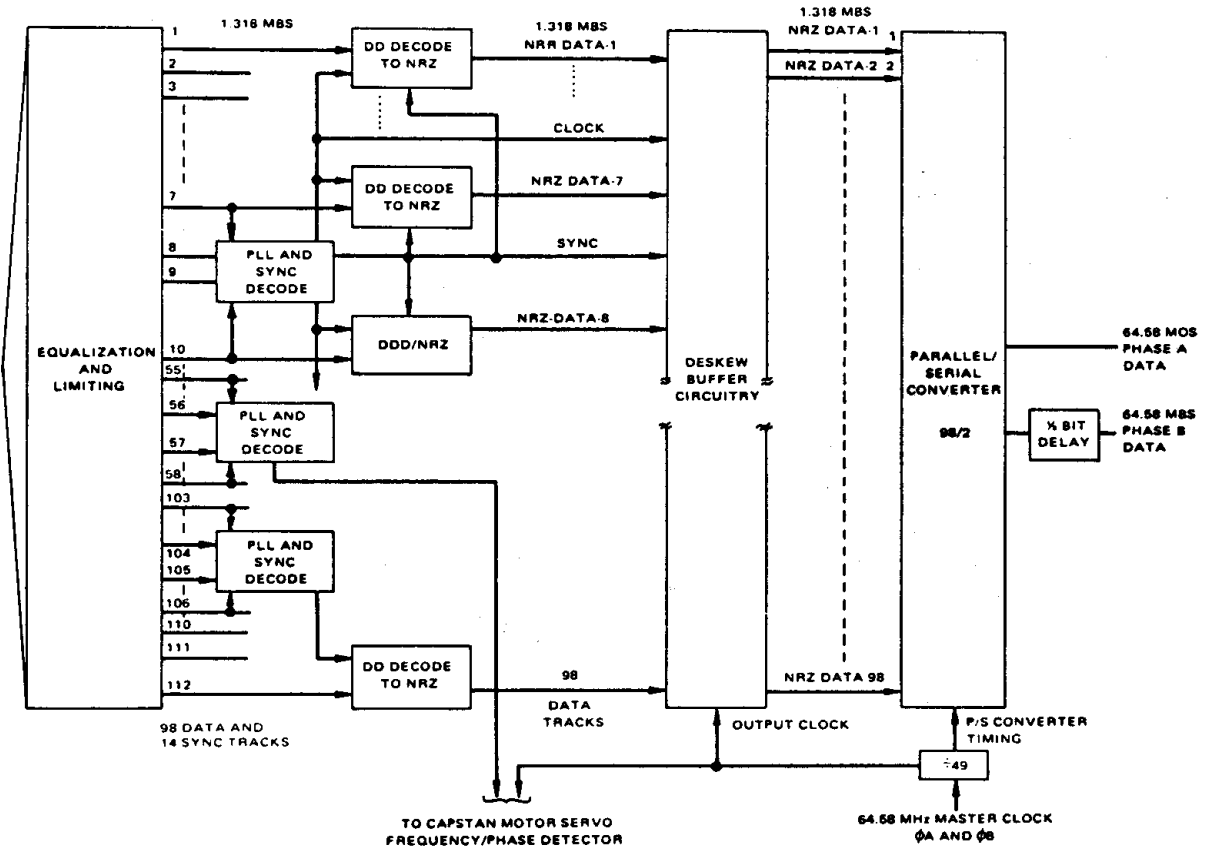 1
1.318 MBS
2
3
7
8
9
10
55
56
57
58
103
104
105
106
110
111
112
EQUALIZATION
AND
LIMITING
98 DATA AND
14 SYNC TRACKS
DD DECODE
TO NRZ
DD DECODE
TO NRZ
PLL AND
SYNC
DECODE
DDD/NRZ
PLL AND
SYNC
DECODE
PLL AND
SYNC
DECODE
DD DECODE
TO NRZ
1.318 MBS
NRR DATA-1
CLOCK
NRZ DATA-7
SYNC
NRZ-DATA-8
98
DATA
TRACKS
DESKEW
BUFFER
CIRCUITRY
1.318 MBS
NRZ DATA-1
1
NRZ DATA-2
2
NRZ DATA 98
PARALLEL/
SERIAL
CONVERTER
98/2
64.58 MOS
PHASE A
DATA
½ BIT
DELAY
64.58 MBS
PHASE B
DATA
OUTPUT CLOCK
P/S CONVERTER
TIMING
÷49
64.58 MHz MASTER CLOCK
ϕA AND ϕB
TO CAPSTAN MOTOR SERVO
FREQUENCY/PHASE DETECTOR